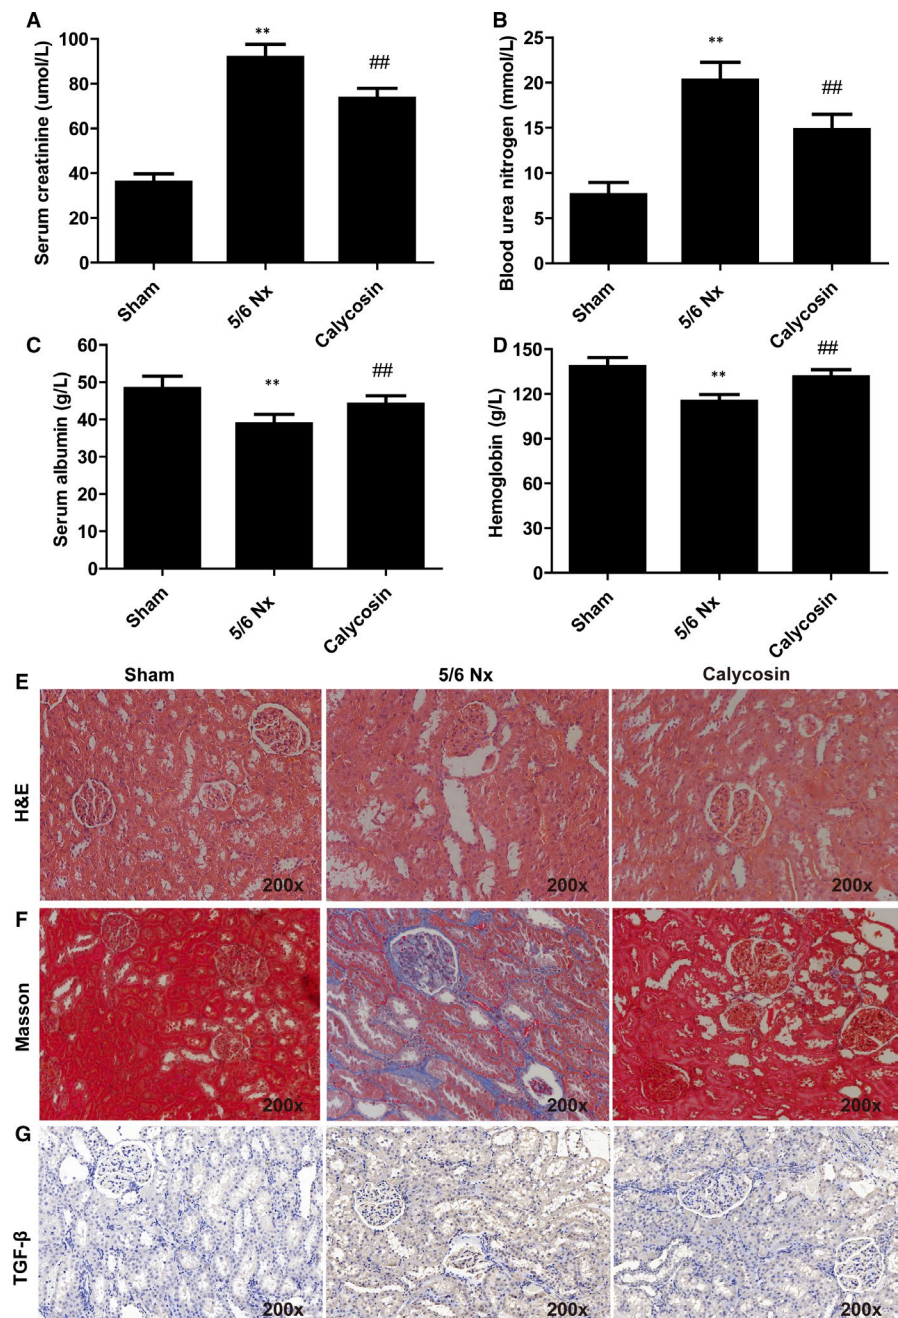 A
Serum creatinine (umol/L)
100
80
60
40
20
0
**
##
Sham
5/6 Nx
Calycosin
B
Blood urea nitrogen (mmol/L)
25
20
15
10
5
0
**
##
Sham
5/6 Nx
Calycosin
C
Serum albumin (g/L)
60
50
40
30
20
10
0
**
##
Sham
5/6 Nx
Calycosin
D
Hemoglobin (g/L)
150
120
90
60
30
0
**
##
Sham
5/6 Nx
Calycosin
E
Sham
5/6 Nx
Calycosin
H&E
200x
200x
200x
F
Masson
200x
200x
200x
G
TGF-β
200x
200x
200x